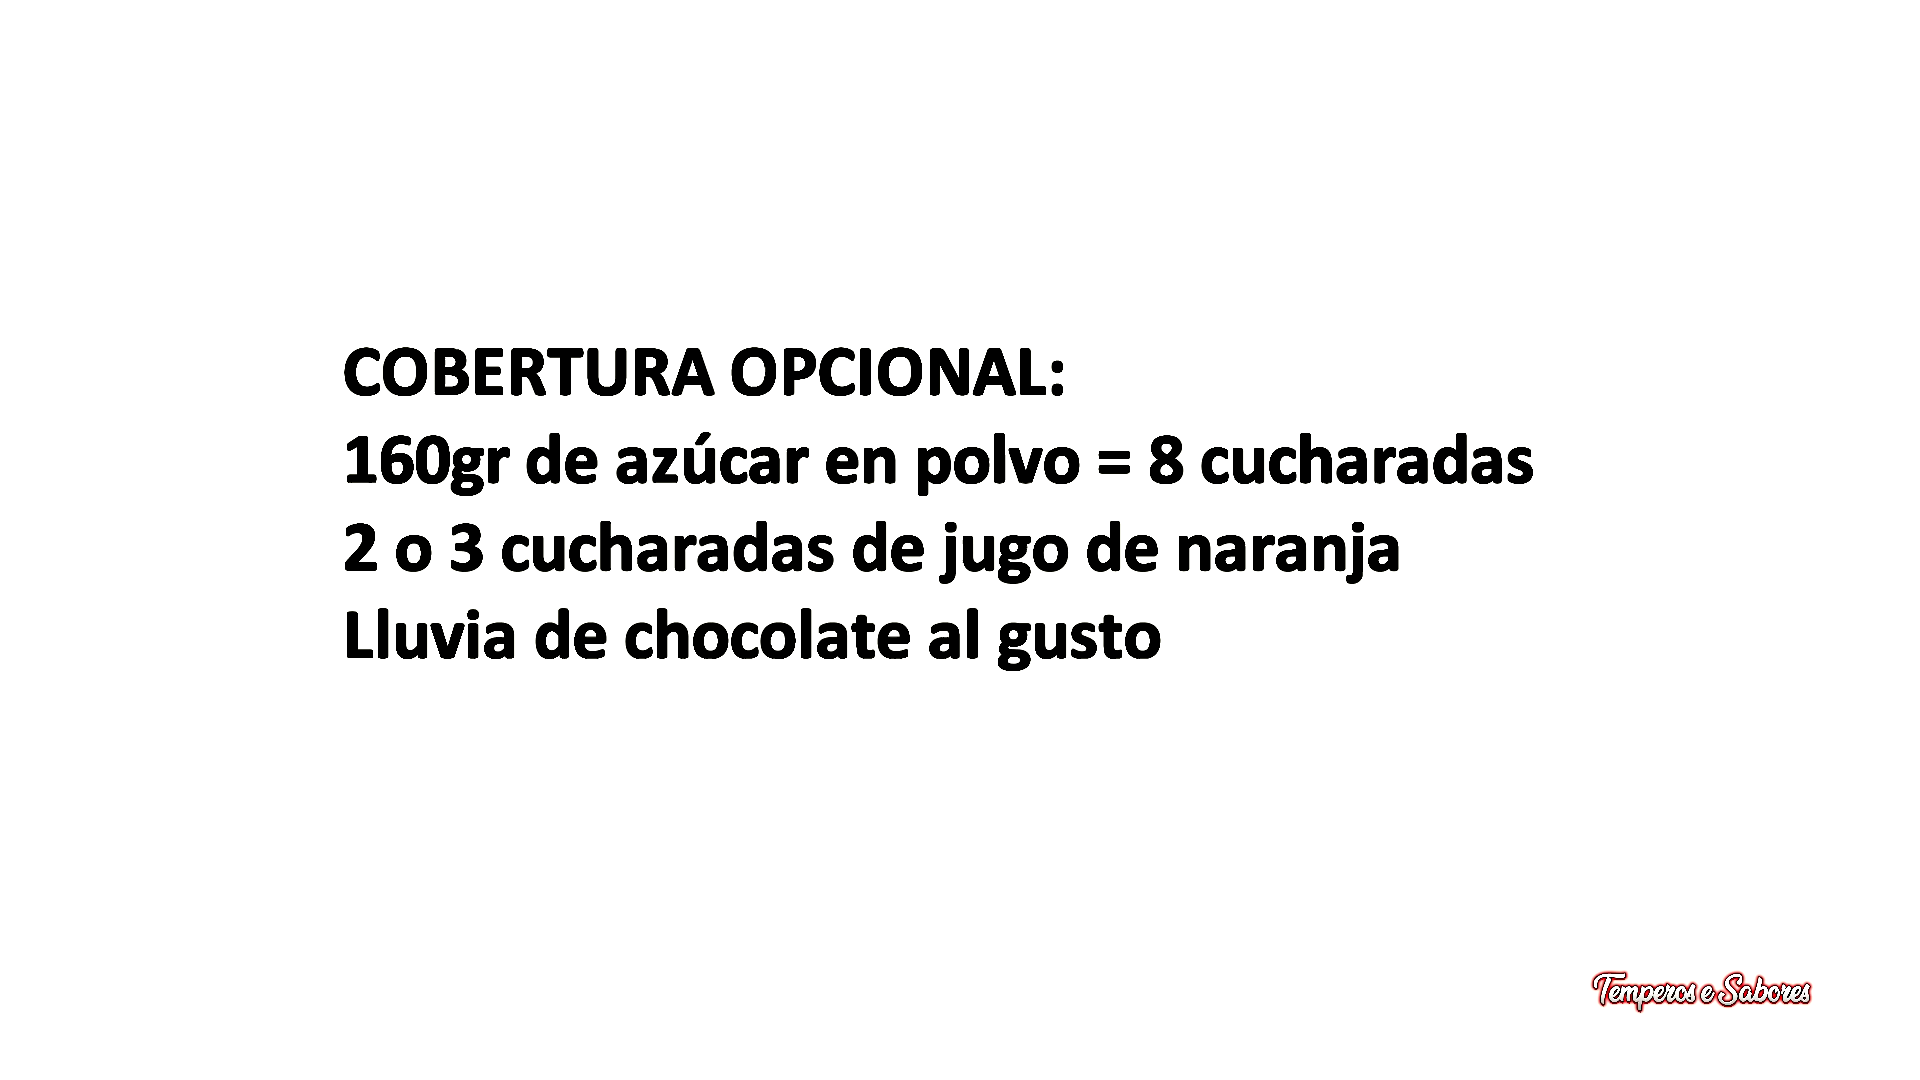 COBERTURA OPCIONAL:
160gr de azúcar en polvo = 8 cucharadas
2 o 3 cucharadas de jugo de naranja
Lluvia de chocolate al gusto
Temperos e Sabores